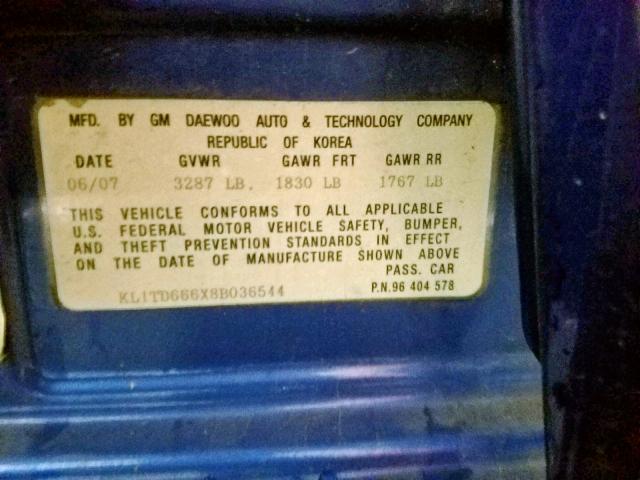 MFD. BY GM DAEWOO AUTO & TECHNOLOGY COMPANY
REPUBLIC OF KOREA
DATE GVWR GAWR FRT GAWR RR
06/07 3287 LB. 1830 LB 1767 LB
THIS VEHICLE CONFORMS TO ALL APPLICABLE
U.S. FEDERAL MOTOR VEHICLE SAFETY, BUMPER,
AND THEFT PREVENTION STANDARDS IN EFFECT
ON THE DATE OF MANUFACTURE SHOWN ABOVE
PASS. CAR
KL1TD666X8B036544 P.N.96 404 578